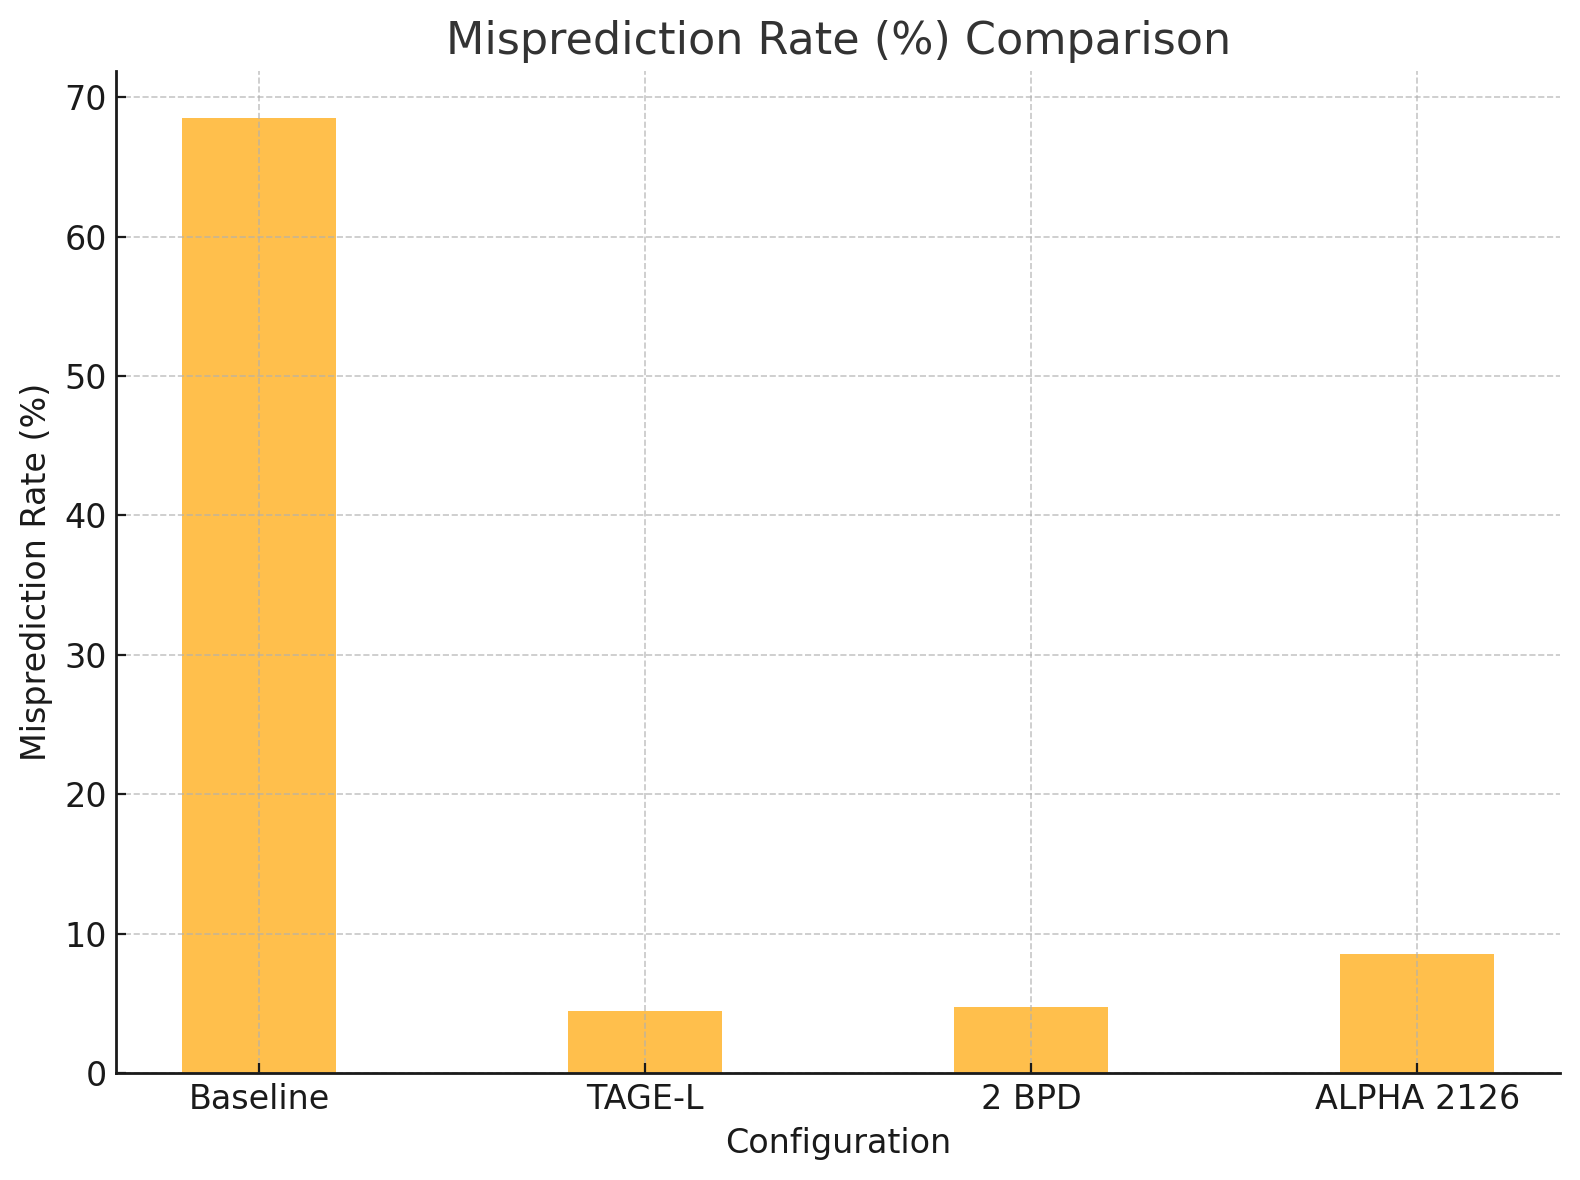 Misprediction Rate (%) Comparison
Misprediction Rate (%)
70
60
50
40
30
20
10
0
Baseline
TAGE-L
2 BPD
ALPHA 2126
Configuration